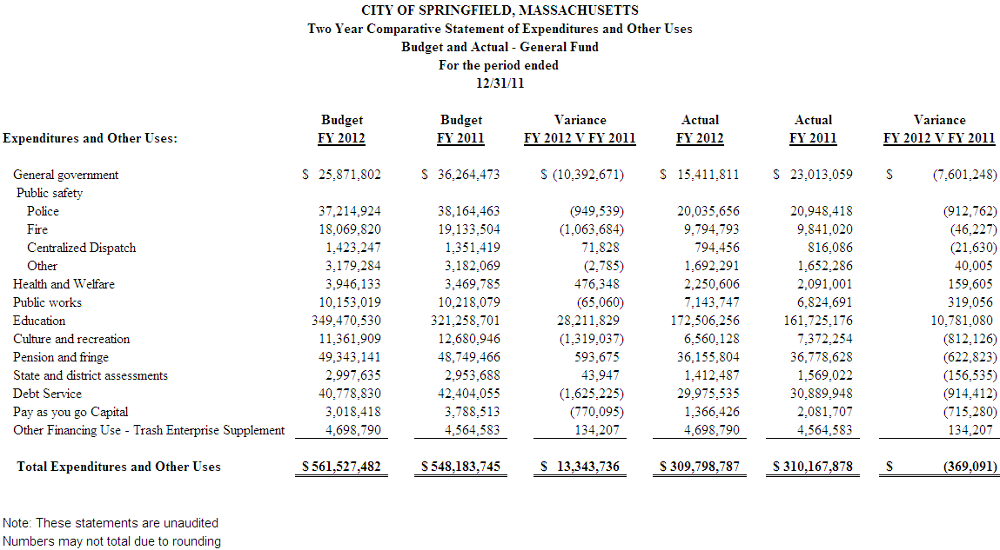 CITY OF SPRINGFIELD, MASSACHUSETTS
Two Year Comparative Statement of Expenditures and Other Uses
Budget and Actual - General Fund
For the period ended
12/31/11
Budget Budget Variance Actual Actual Variance
Expenditures and Other Uses: FY 2012 FY 2011 FY 2012 V FY 2011 FY 2012 FY 2011 FY 2012 V FY 2011
General government $ 25,871,802 $ 36,264,473 $ (10,392,671) $ 15,411,811 $ 23,013,059 $ (7,601,248)
Public safety
Police 37,214,924 38,164,463 (949,539) 20,035,656 20,948,418 (912,762)
Fire 18,069,820 19,133,504 (1,063,684) 9,794,793 9,841,020 (46,227)
Centralized Dispatch 1,423,247 1,351,419 71,828 794,456 816,086 (21,630)
Other 3,179,284 3,182,069 (2,785) 1,692,291 1,652,286 40,005
Health and Welfare 3,946,133 3,469,785 476,348 2,250,606 2,091,001 159,605
Public works 10,153,019 10,218,079 (65,060) 7,143,747 6,824,691 319,056
Education 349,470,530 321,258,701 28,211,829 172,506,256 161,725,176 10,781,080
Culture and recreation 11,361,909 12,680,946 (1,319,037) 6,560,128 7,372,254 (812,126)
Pension and fringe 49,343,141 48,749,466 593,675 36,155,804 36,778,628 (622,823)
State and district assessments 2,997,635 2,953,688 43,947 1,412,487 1,569,022 (156,535)
Debt Service 40,778,830 42,404,055 (1,625,225) 29,975,535 30,889,948 (914,412)
Pay as you go Capital 3,018,418 3,788,513 (770,095) 1,366,426 2,081,707 (715,280)
Other Financing Use - Trash Enterprise Supplement 4,698,790 4,564,583 134,207 4,698,790 4,564,583 134,207
Total Expenditures and Other Uses $ 561,527,482 $ 548,183,745 $ 13,343,736 $ 309,798,787 $ 310,167,878 $ (369,091)
Note: These statements are unaudited
Numbers may not total due to rounding